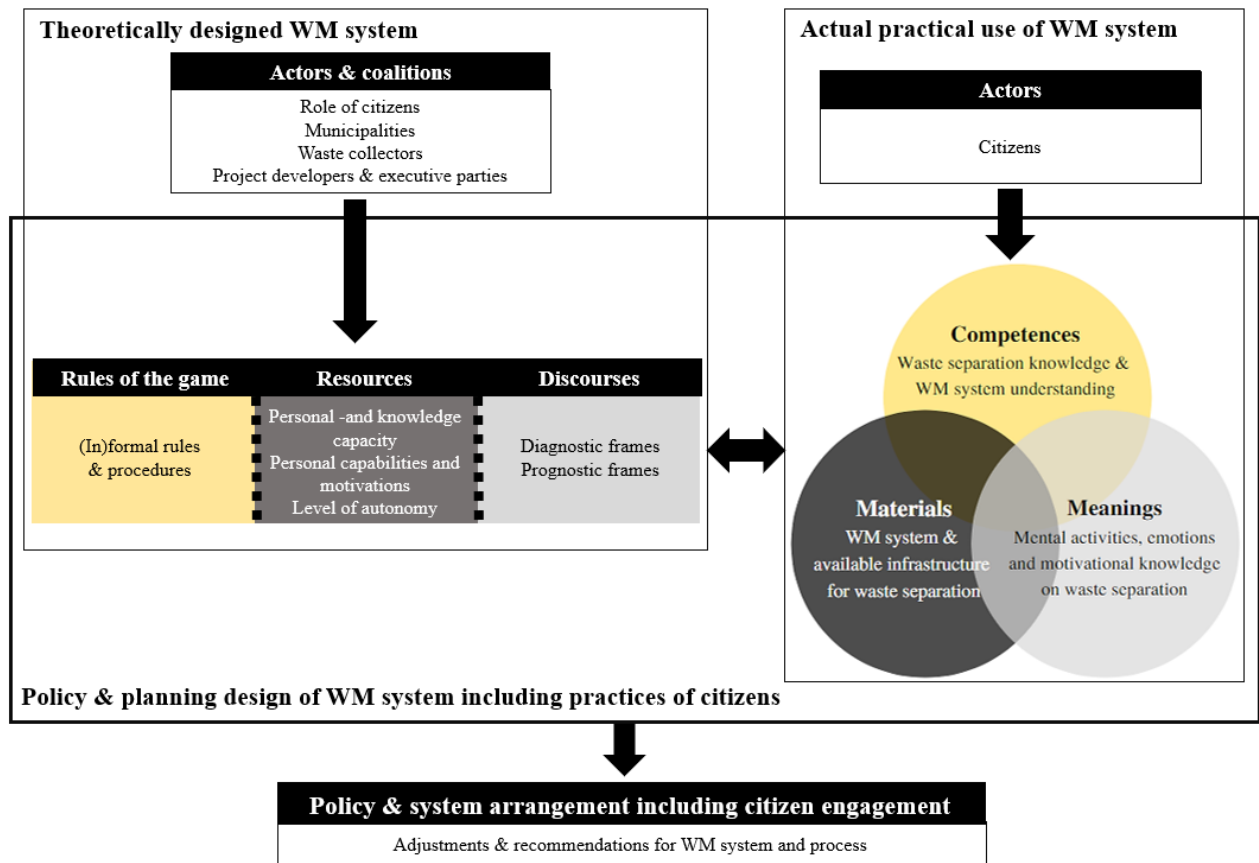 Theoretically designed WM system
Actors & coalitions
Role of citizens
Municipalities
Waste collectors
Project developers & executive parties
Rules of the game
(In)formal rules
& procedures
Resources
Personal -and knowledge
capacity
Personal capabilities and
motivations
Level of autonomy
Discourses
Diagnostic frames
Prognostic frames
Actual practical use of WM system
Actors
Citizens
Competences
Waste separation knowledge &
WM system understanding
Materials
WM system &
available infrastructure
for waste separation
Meanings
Mental activities, emotions
and motivational knowledge
on waste separation
Policy & planning design of WM system including practices of citizens
Policy & system arrangement including citizen engagement
Adjustments & recommendations for WM system and process